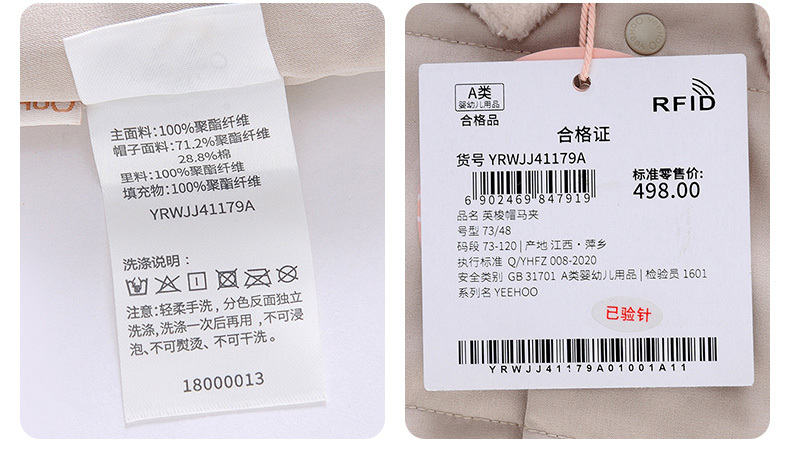 主面料:100%聚酯纤维
帽子面料:71.2%聚酯纤维
28.8%棉
里料:100%聚酯纤维
填充物:100%聚酯纤维
YRWJJ41179A
洗涤说明:
注意:轻柔手洗, 分色反面独立
洗涤, 洗涤一次后再用, 不可浸
泡、不可熨烫、不可干洗。
18000013
A类
婴幼儿用品
合格品
RFID
合格证
货号 YRWJJ41179A
标准零售价:
498.00
6 902469 847919
品名 英梭帽马夹
号型 73/48
码段 73-120 | 产地 江西·萍乡
执行标准 Q/YHFZ 008-2020
安全类别 GB 31701 A类婴幼儿用品 | 检验员 1601
系列名 YEEHOO
已验针
YRWJJ41179A01001A11